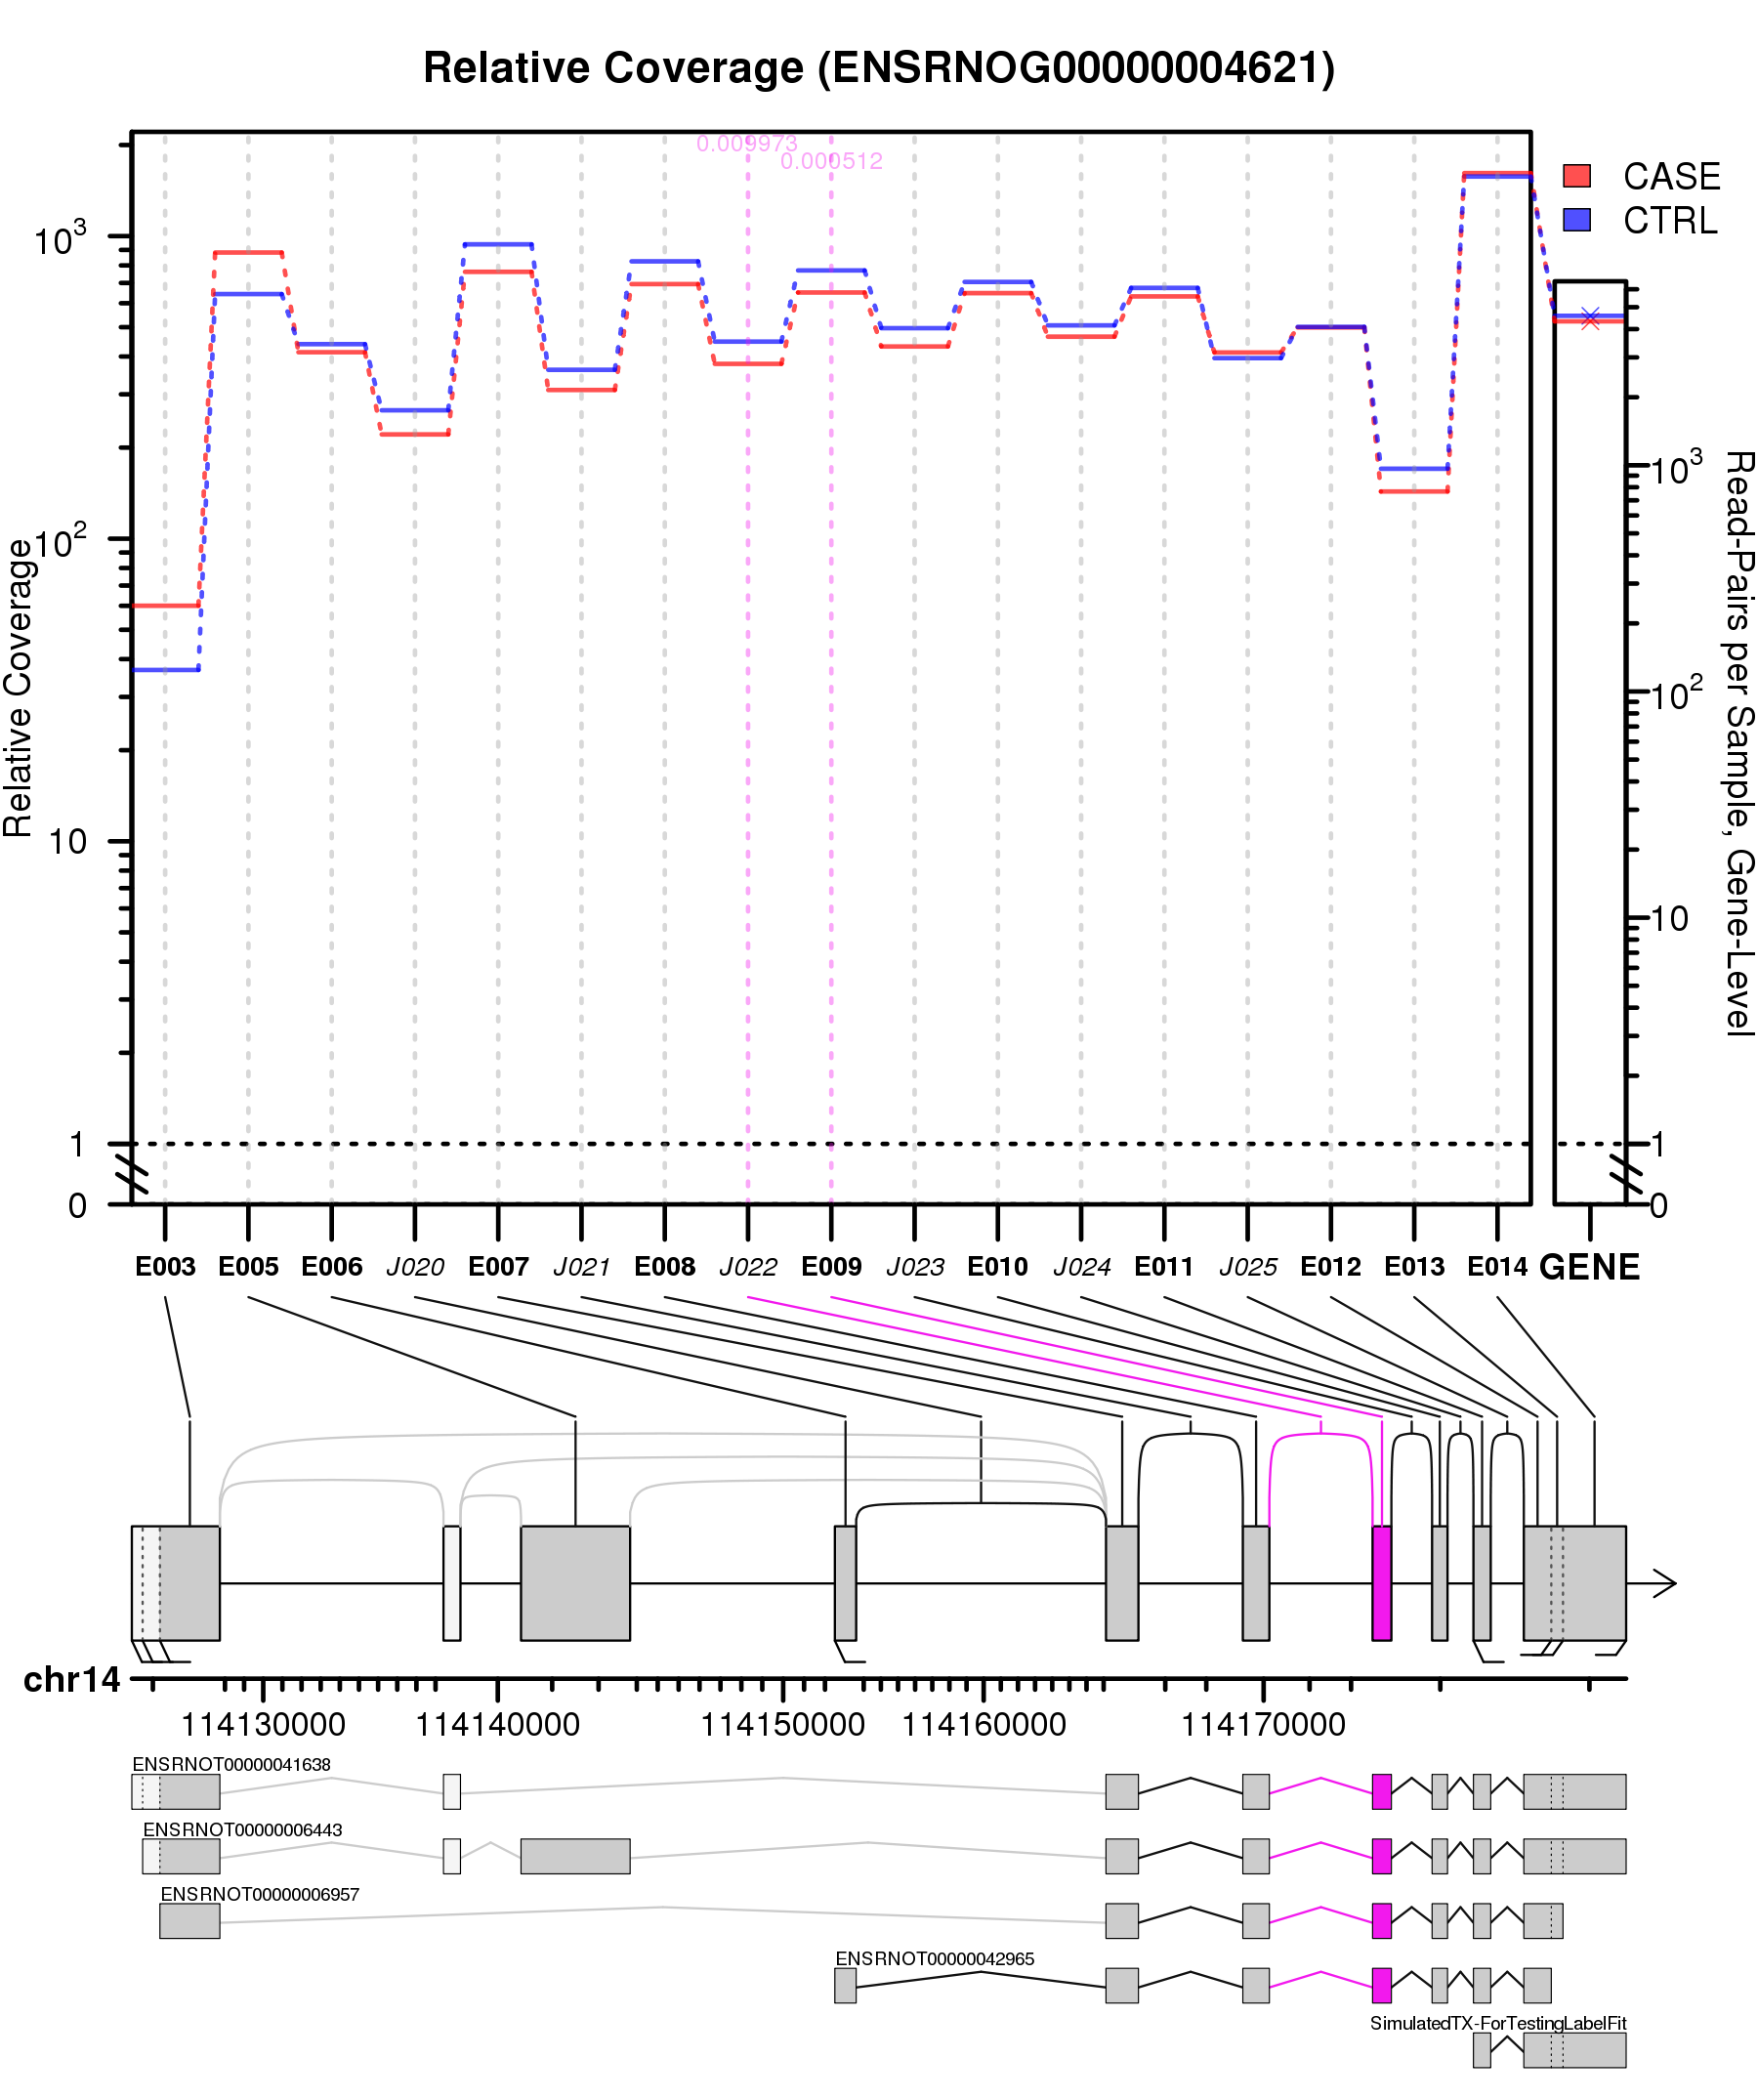 Relative Coverage (ENSRNOG00000004621)
0.009973
0.000512
CASE
CTRL
Relative Coverage
10³
10²
10
1
0
10³
10²
10
1
0
Read-Pairs per Sample, Gene-Level
E003 E005 E006 J020 E007 J021 E008 J022 E009 J023 E010 J024 E011 J025 E012 E013 E014 GENE
chr14
114130000 114140000 114150000 114160000 114170000
ENSRNOT00000041638
ENSRNOT00000006443
ENSRNOT00000006957
ENSRNOT00000042965
SimulatedTX-ForTestingLabelFit